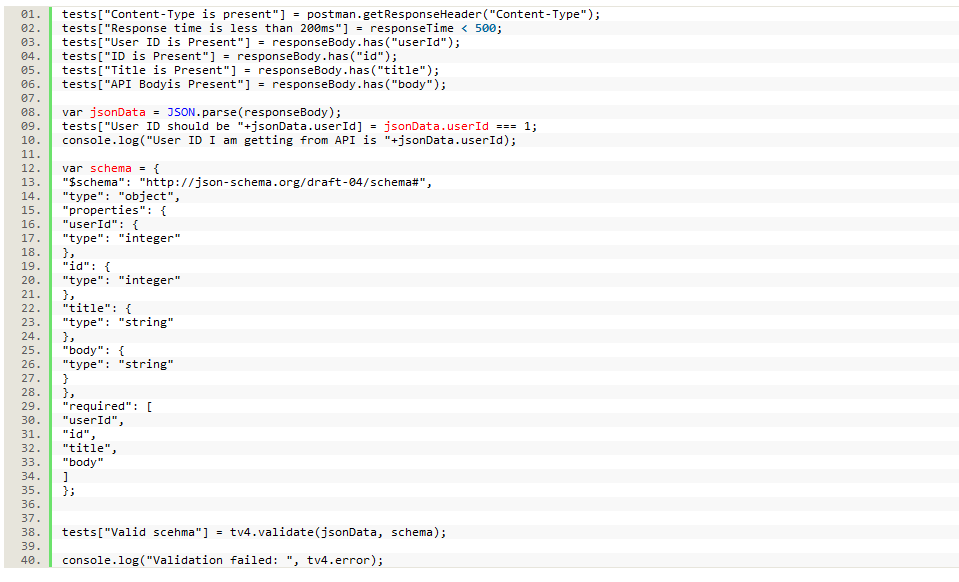 01. tests["Content-Type is present"] = postman.getResponseHeader("Content-Type");
02. tests["Response time is less than 200ms"] = responseTime < 500;
03. tests["User ID is Present"] = responseBody.has("userId");
04. tests["ID is Present"] = responseBody.has("id");
05. tests["Title is Present"] = responseBody.has("title");
06. tests["API Bodyis Present"] = responseBody.has("body");
07.
08. var jsonData = JSON.parse(responseBody);
09. tests["User ID should be "+jsonData.userId] = jsonData.userId === 1;
10. console.log("User ID I am getting from API is "+jsonData.userId);
11.
12. var schema = {
13. "$schema": "http://json-schema.org/draft-04/schema#",
14. "type": "object",
15. "properties": {
16. "userId": {
17. "type": "integer"
18. },
19. "id": {
20. "type": "integer"
21. },
22. "title": {
23. "type": "string"
24. },
25. "body": {
26. "type": "string"
27. }
28. },
29. "required": [
30. "userId",
31. "id",
32. "title",
33. "body"
34. ]
35. };
36.
37.
38. tests["Valid scehma"] = tv4.validate(jsonData, schema);
39.
40. console.log("Validation failed: ", tv4.error);